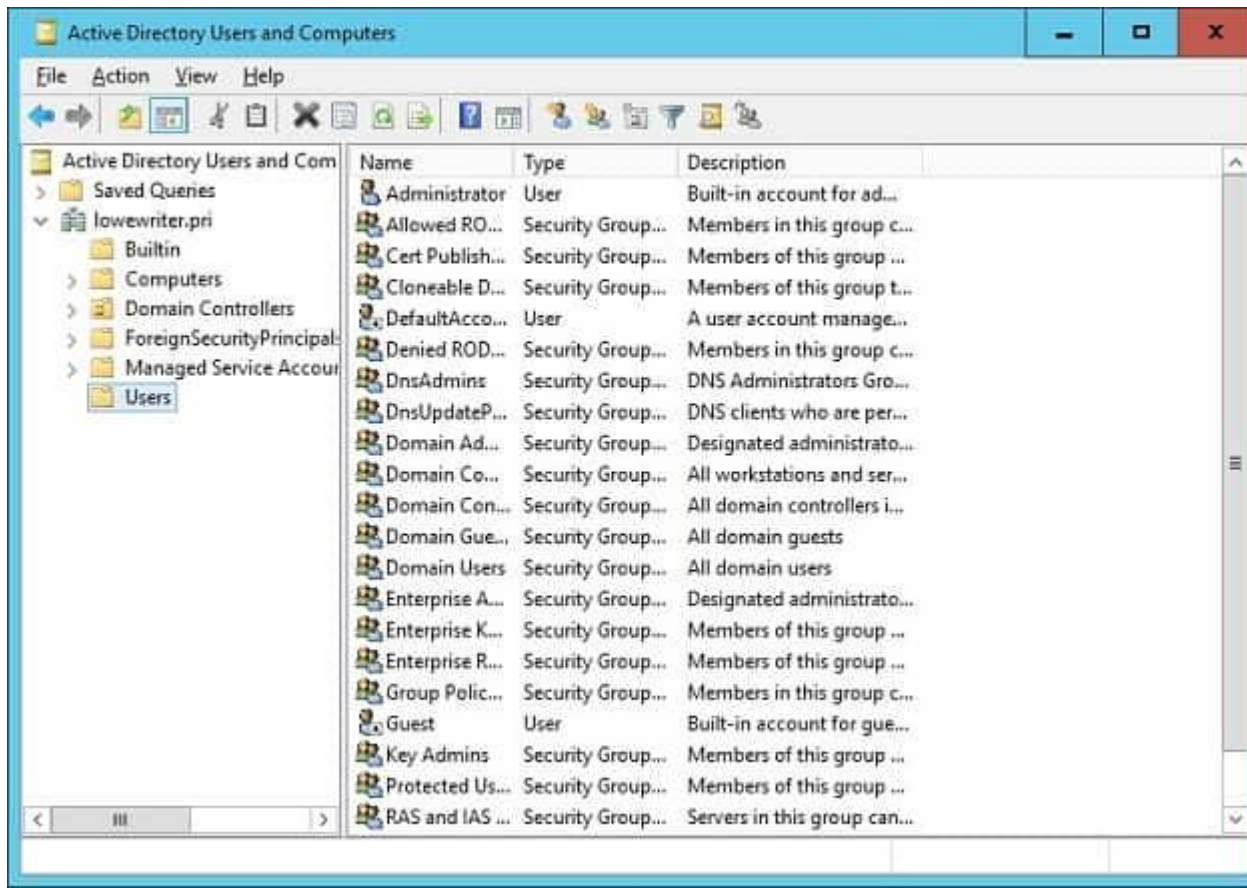 Active Directory Users and Computers
File Action View Help
Active Directory Users and Com
Saved Queries
lowewriter.pri
Builtin
Computers
Domain Controllers
ForeignSecurityPrincipals
Managed Service Accour
Users
Name Type Description
Administrator User Built-in account for ad...
Allowed RO... Security Group... Members in this group c...
Cert Publish... Security Group... Members of this group ...
Cloneable D... Security Group... Members of this group t...
DefaultAcco... User A user account manage...
Denied ROD... Security Group... Members in this group c...
DnsAdmins Security Group... DNS Administrators Gro...
DnsUpdateP... Security Group... DNS clients who are per...
Domain Ad... Security Group... Designated administrato...
Domain Co... Security Group... All workstations and ser...
Domain Con... Security Group... All domain controllers i...
Domain Gue... Security Group... All domain guests
Domain Users Security Group... All domain users
Enterprise A... Security Group... Designated administrato...
Enterprise K... Security Group... Members of this group ...
Enterprise R... Security Group... Members of this group ...
Group Polic... Security Group... Members in this group c...
Guest User Built-in account for gue...
Key Admins Security Group... Members of this group ...
Protected Us... Security Group... Members of this group ...
RAS and IAS ... Security Group... Servers in this group can...